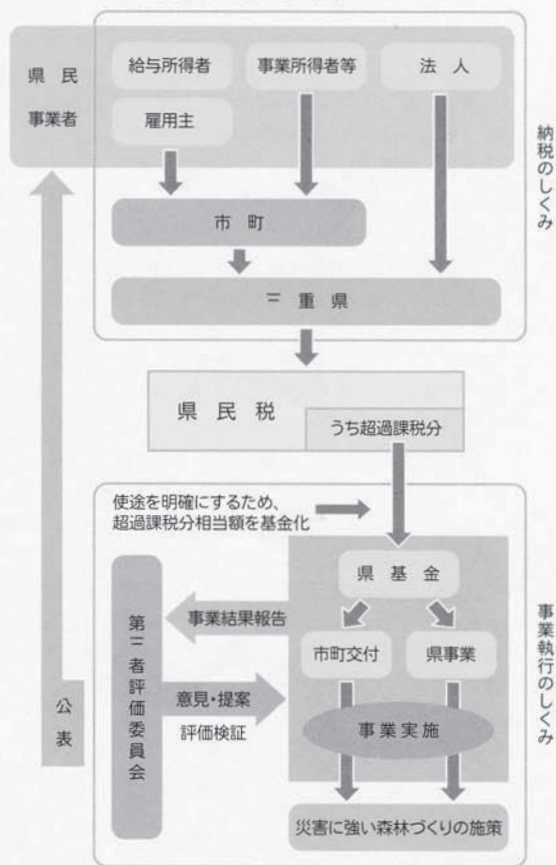 県民
事業者
給与所得者
事業所得者等
法人
雇用主
市町
三重県
納税のしくみ
県民税
うち超過課税分
使途を明確にするため、
超過課税分相当額を基金化
県基金
事業結果報告
市町交付
県事業
第三者評価委員会
意見・提案
評価検証
事業実施
公表
災害に強い森林づくりの施策
事業執行のしくみ